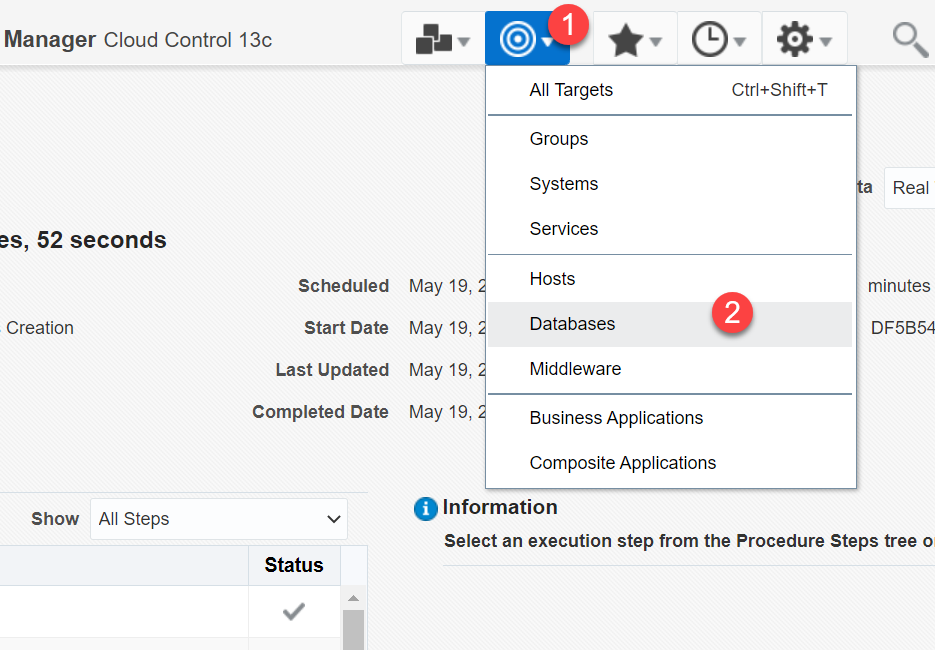 Manager Cloud Control 13c
1
All Targets Ctrl+Shift+T
Groups
Systems
ta Real
Services
es, 52 seconds
Hosts
Scheduled May 19, 2 minutes
Creation Start Date May 19, 2 Databases 2 DF5B54
Last Updated May 19, 2 Middleware
Completed Date May 19, 2 Business Applications
Composite Applications
Information
Show All Steps
Select an execution step from the Procedure Steps tree o
Status